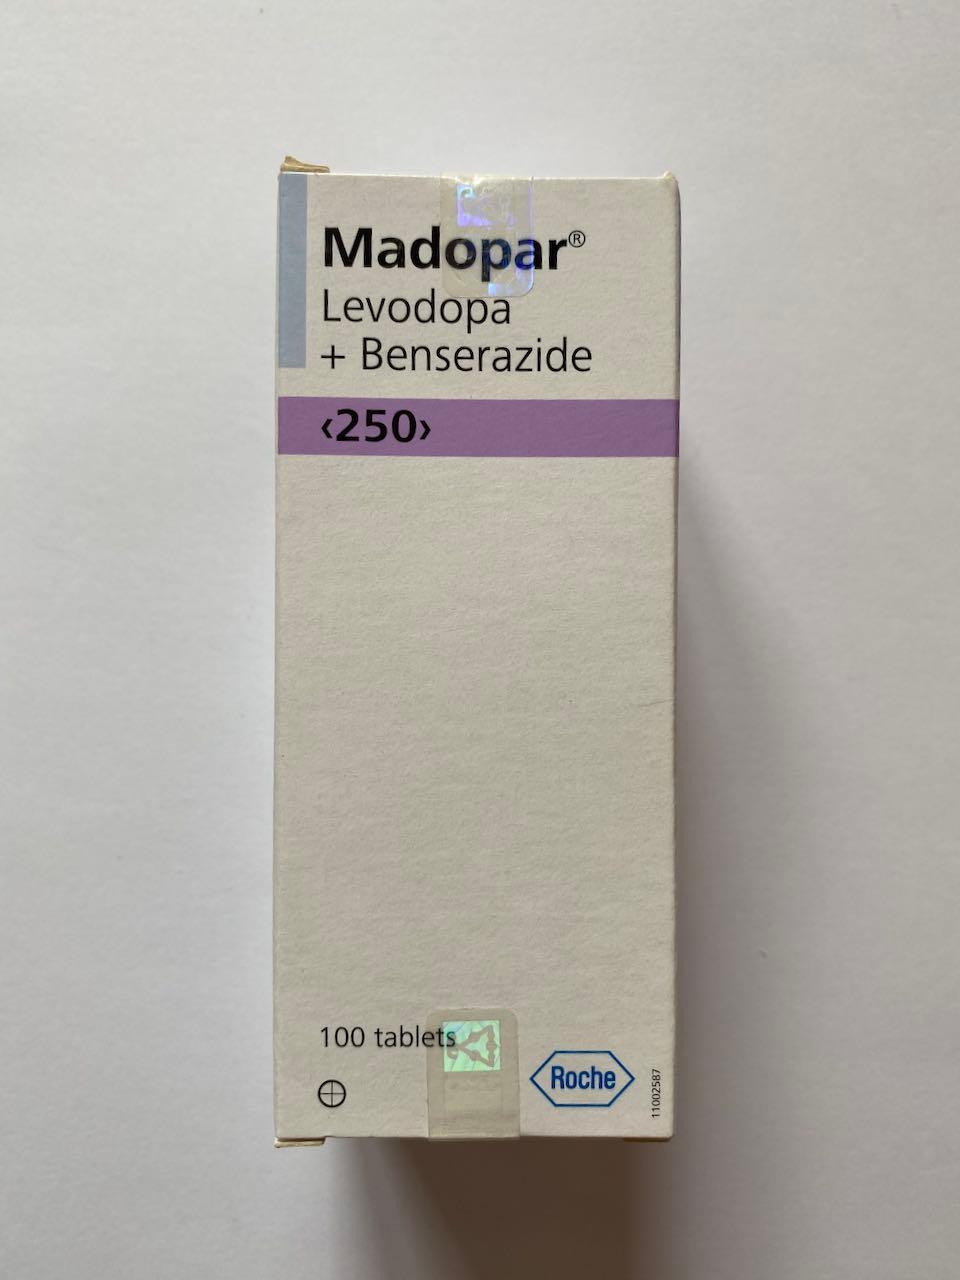 Madopar®
Levodopa
+ Benserazide
‹250›
100 tablets
Roche
11002587